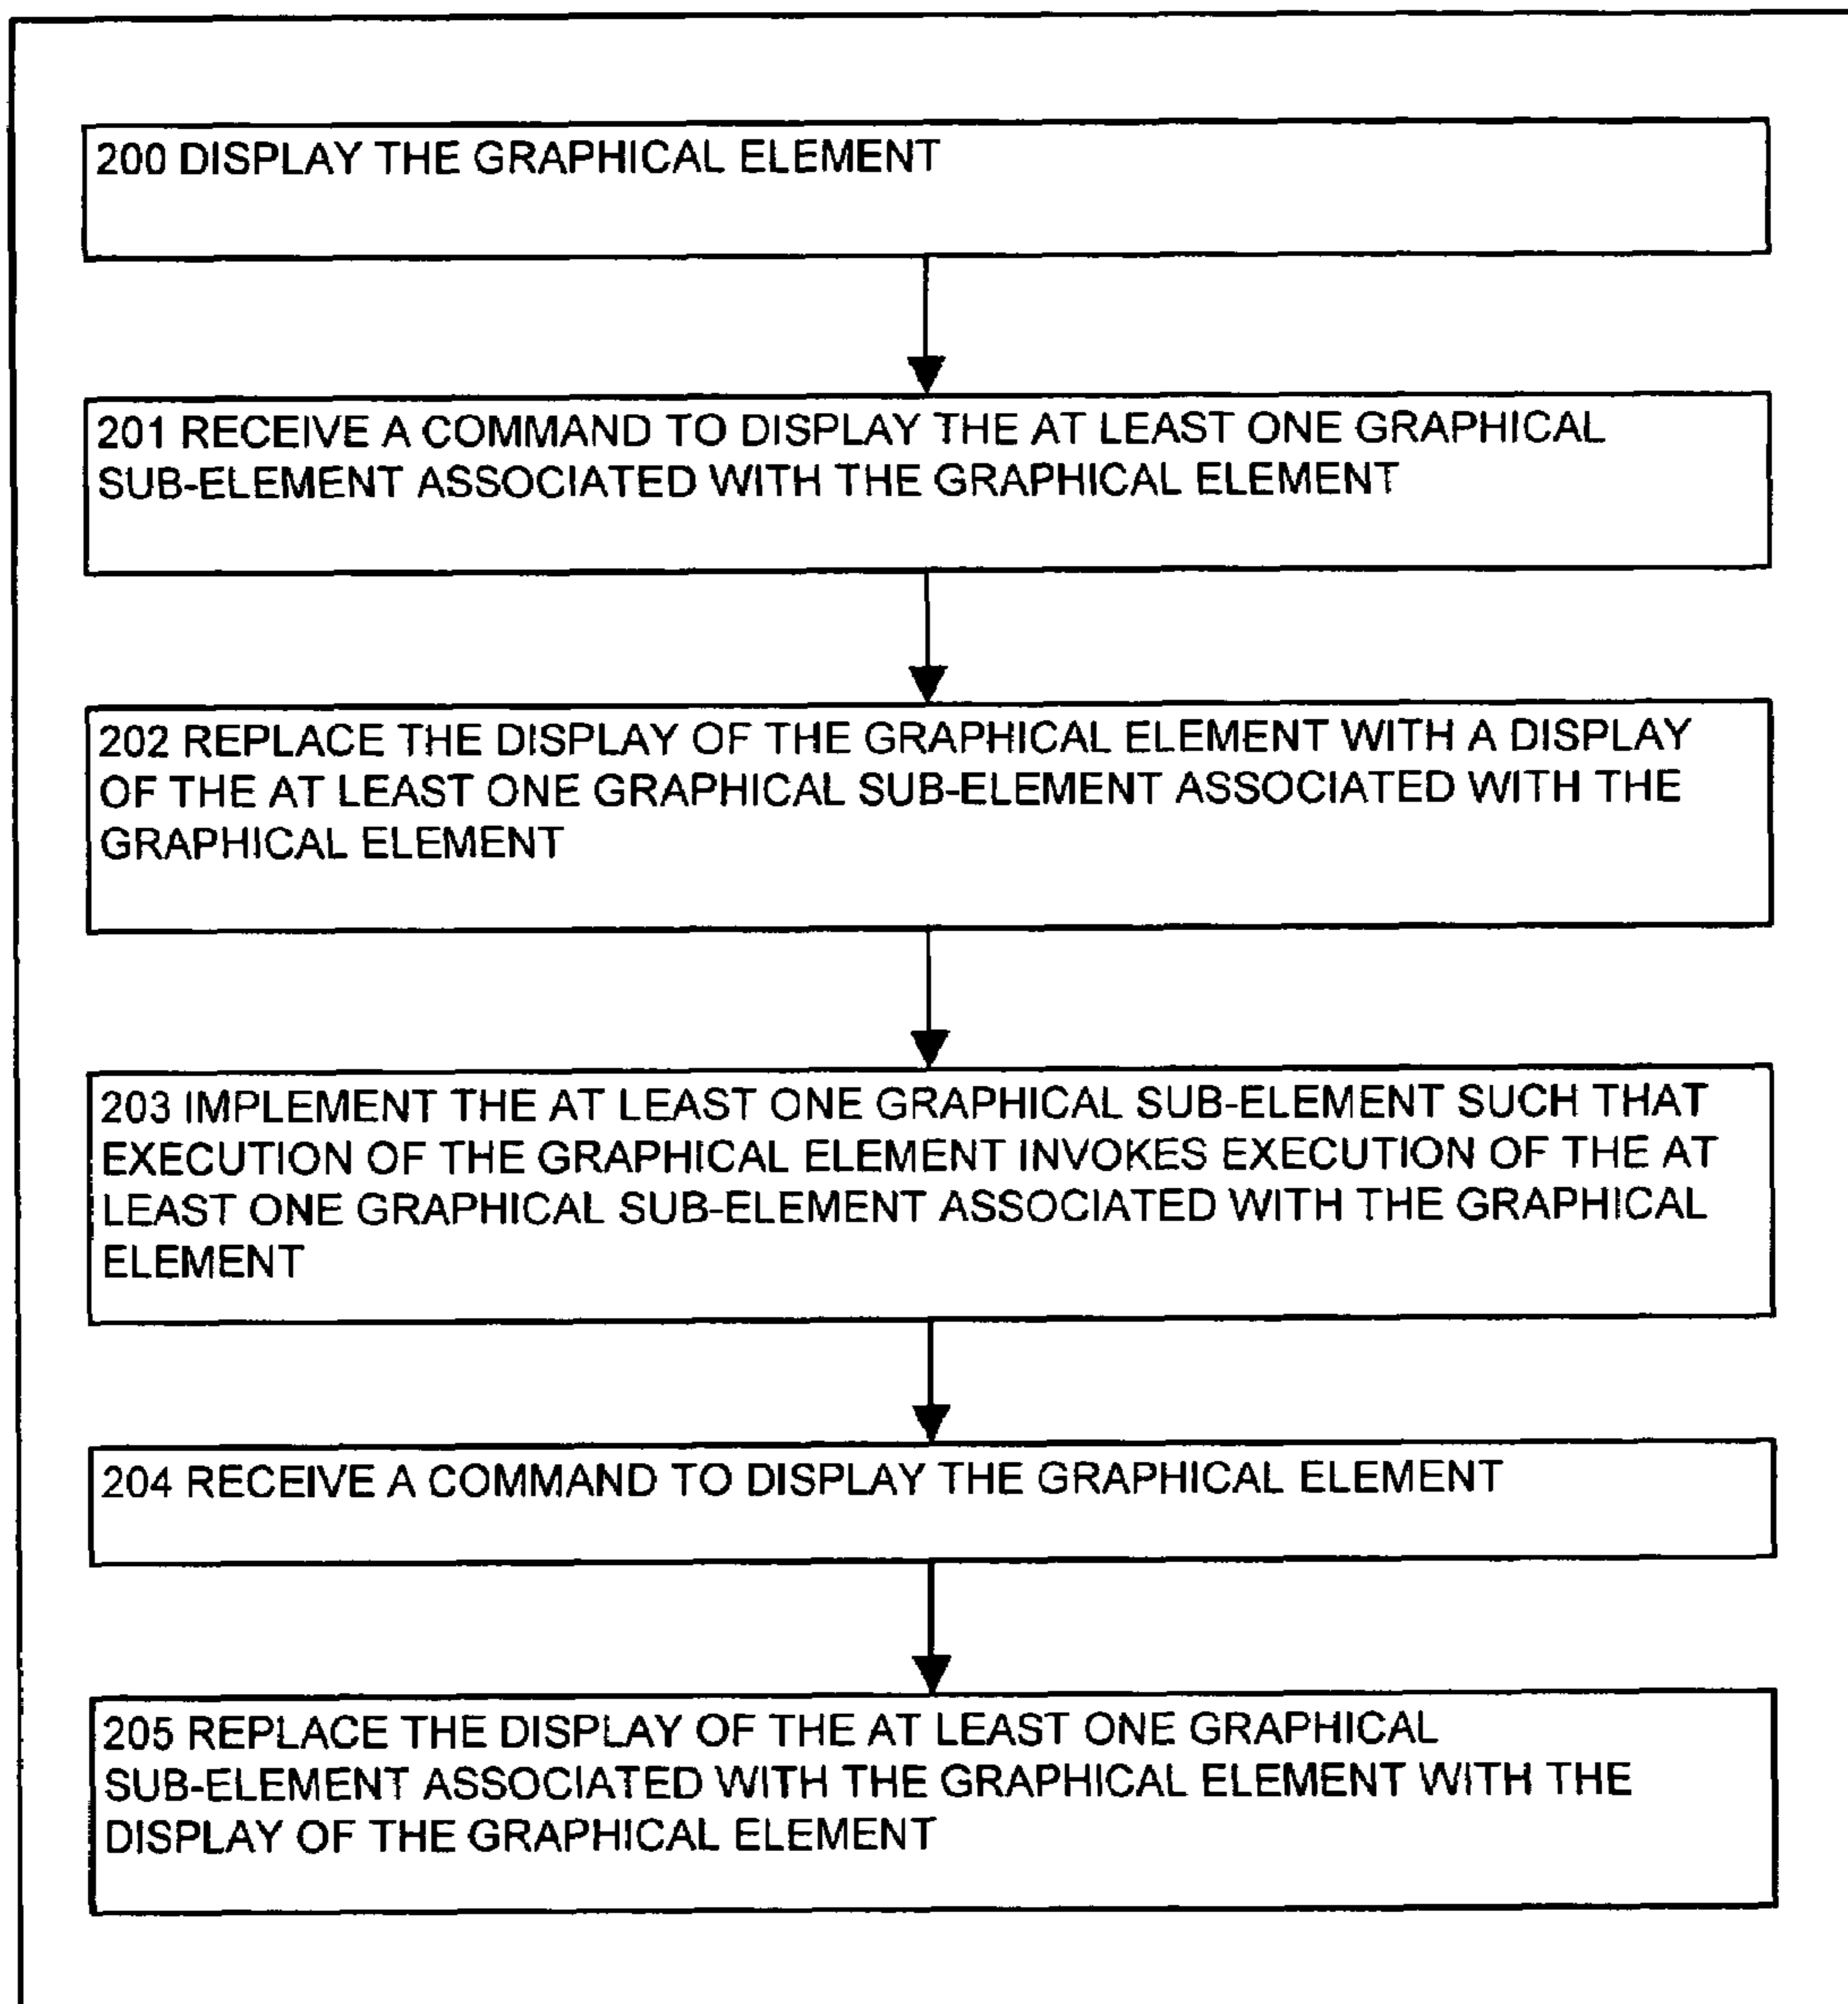 200 DISPLAY THE GRAPHICAL ELEMENT
201 RECEIVE A COMMAND TO DISPLAY THE AT LEAST ONE GRAPHICAL
SUB-ELEMENT ASSOCIATED WITH THE GRAPHICAL ELEMENT
202 REPLACE THE DISPLAY OF THE GRAPHICAL ELEMENT WITH A DISPLAY
OF THE AT LEAST ONE GRAPHICAL SUB-ELEMENT ASSOCIATED WITH THE
GRAPHICAL ELEMENT
203 IMPLEMENT THE AT LEAST ONE GRAPHICAL SUB-ELEMENT SUCH THAT
EXECUTION OF THE GRAPHICAL ELEMENT INVOKES EXECUTION OF THE AT
LEAST ONE GRAPHICAL SUB-ELEMENT ASSOCIATED WITH THE GRAPHICAL
ELEMENT
204 RECEIVE A COMMAND TO DISPLAY THE GRAPHICAL ELEMENT
205 REPLACE THE DISPLAY OF THE AT LEAST ONE GRAPHICAL
SUB-ELEMENT ASSOCIATED WITH THE GRAPHICAL ELEMENT WITH THE
DISPLAY OF THE GRAPHICAL ELEMENT